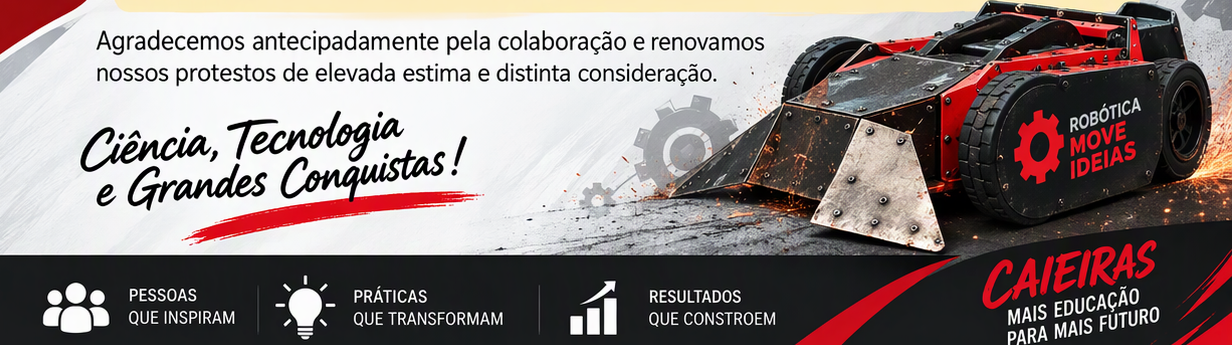 Agradecemos antecipadamente pela colaboração e renovamos
nossos protestos de elevada estima e distinta consideração.
Ciência, Tecnologia
e Grandes Conquistas!
ROBÓTICA
MOVE
IDEIAS
PESSOAS
QUE INSPIRAM
PRÁTICAS
QUE TRANSFORMAM
RESULTADOS
QUE CONSTROEM
CAIEIRAS
MAIS EDUCAÇÃO
PARA MAIS FUTURO